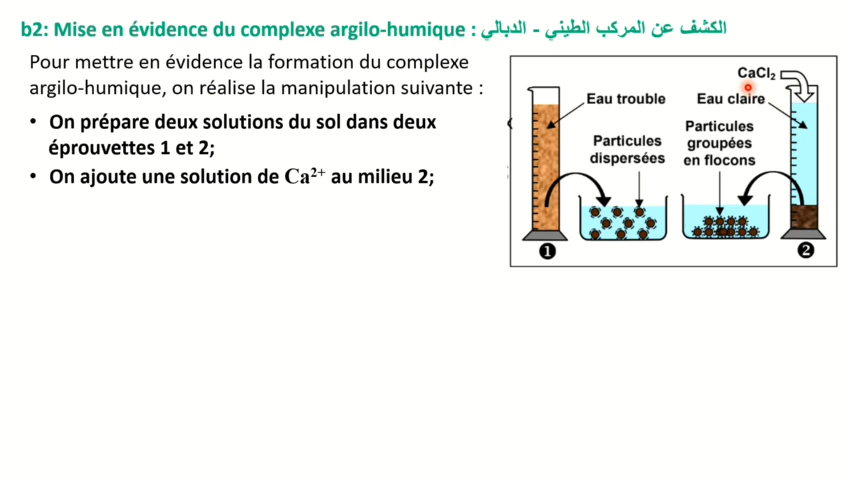 b2: Mise en évidence du complexe argilo-humique : الكشف عن المركب الطيني - الدبالي
Pour mettre en évidence la formation du complexe
argilo-humique, on réalise la manipulation suivante :
• On prépare deux solutions du sol dans deux
éprouvettes 1 et 2;
• On ajoute une solution de Ca²⁺ au milieu 2;
CaCl₂
Eau trouble
Eau claire
Particules
dispersées
Particules
groupées
en flocons
❶
❷